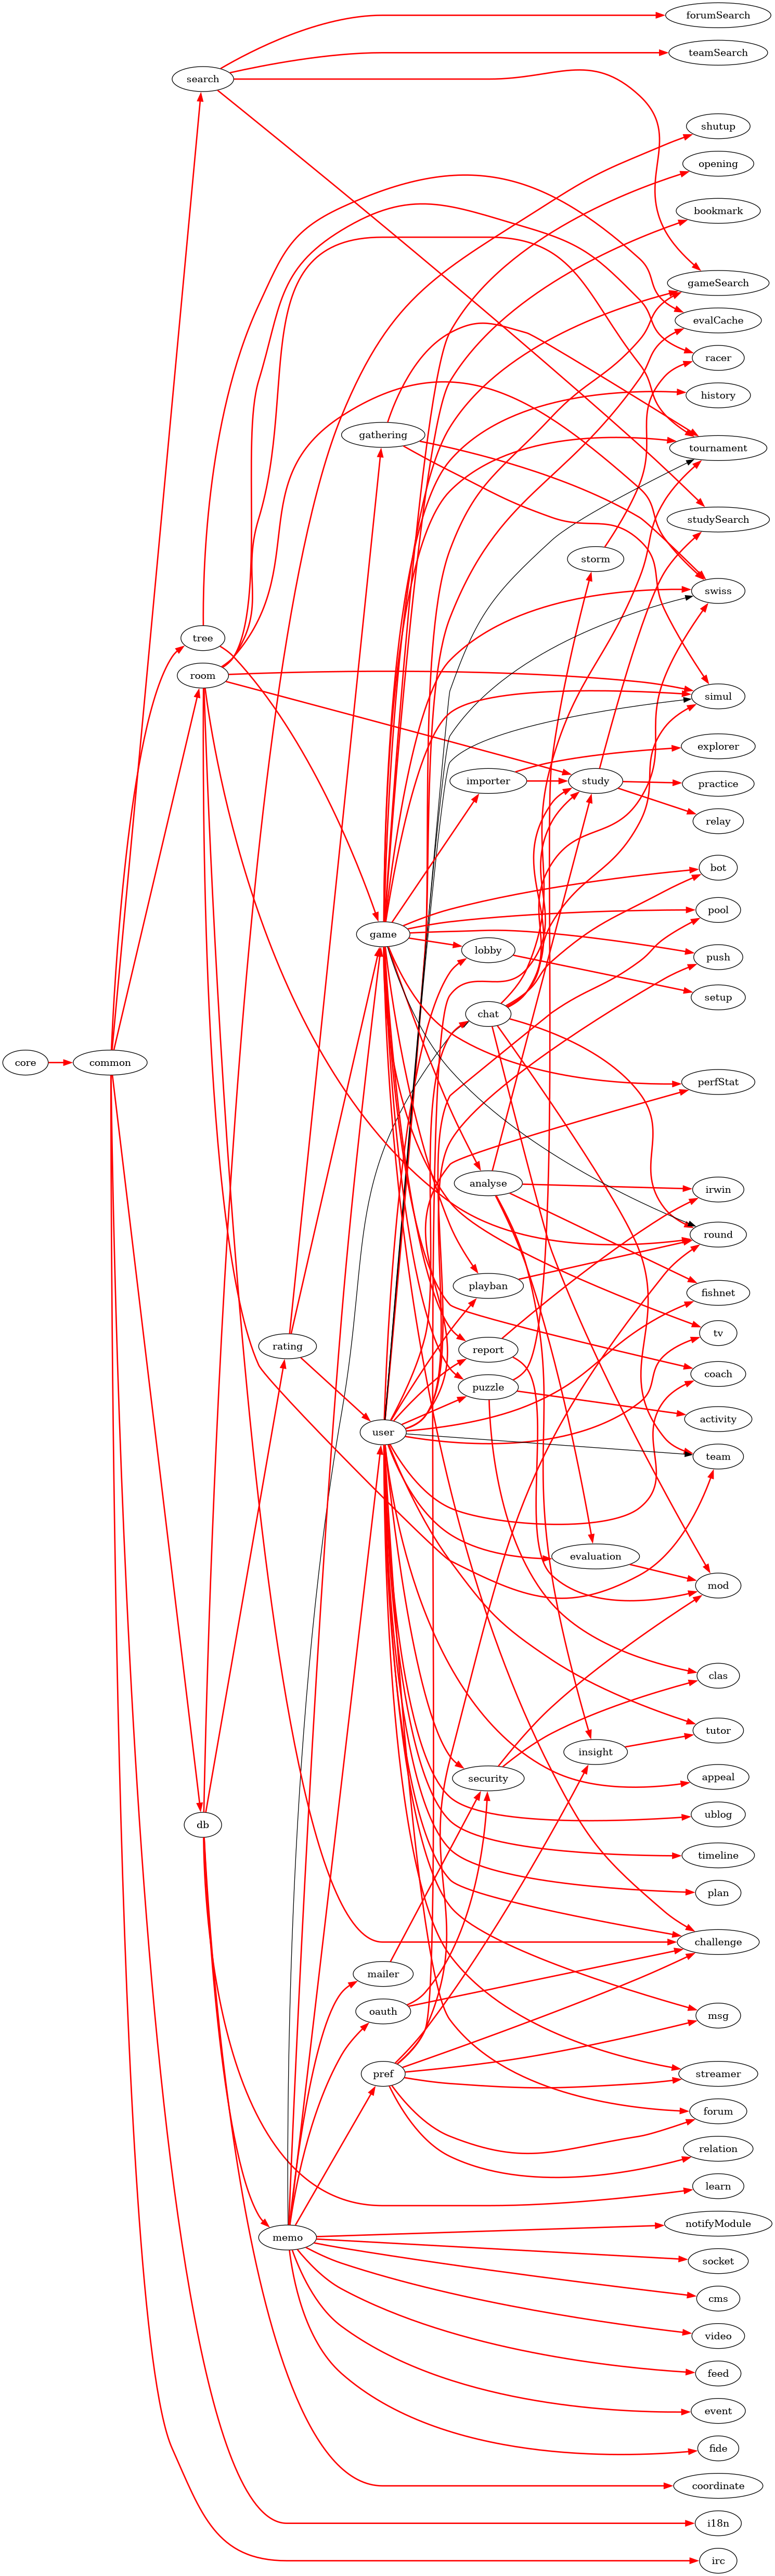 forumSearch
teamSearch
search
shutup
opening
bookmark
gameSearch
evalCache
racer
history
gathering
tournament
studySearch
storm
swiss
tree
room
simul
explorer
importer
study
practice
relay
bot
pool
game
lobby
push
setup
chat
core
common
perfStat
analyse
irwin
round
playban
fishnet
tv
rating
report
coach
puzzle
activity
user
team
evaluation
mod
clas
tutor
insight
appeal
security
ublog
db
timeline
plan
challenge
mailer
oauth
msg
pref
streamer
forum
relation
learn
notifyModule
memo
socket
cms
video
feed
event
fide
coordinate
i18n
irc